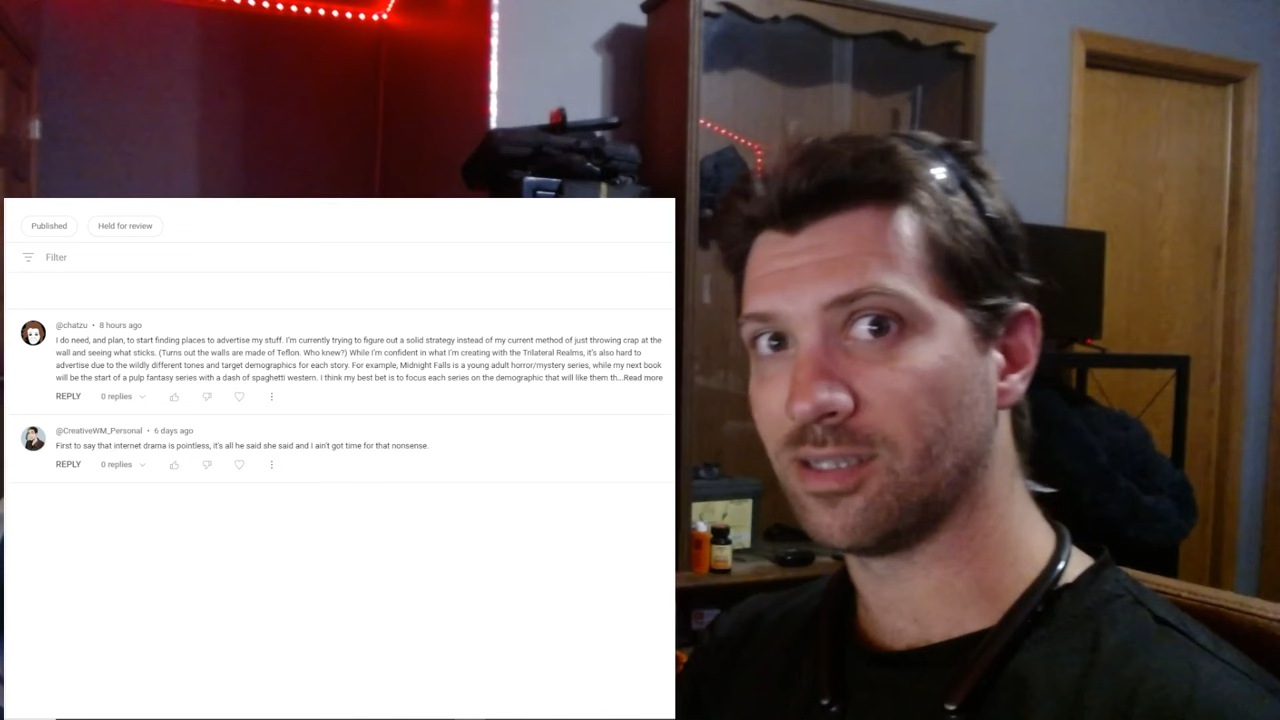 Published
Held for review
Filter
@chatzu • 8 hours ago
I do need, and plan, to start finding places to advertise my stuff. I'm currently trying to figure out a solid strategy instead of my current method of just throwing crap at the
wall and seeing what sticks. (Turns out the walls are made of Teflon. Who knew?) While I'm confident in what I'm creating with the Trilateral Realms, it's also hard to
advertise due to the wildly different tones and target demographics for each story. For example, Midnight Falls is a young adult horror/mystery series, while my next book
will be the start of a pulp fantasy series with a dash of spaghetti western. I think my best bet is to focus each series on the demographic that will like them th...Read more
REPLY 0 replies
@CreativeWM_Personal • 6 days ago
First to say that internet drama is pointless, it's all he said she said and I ain't got time for that nonsense.
REPLY 0 replies